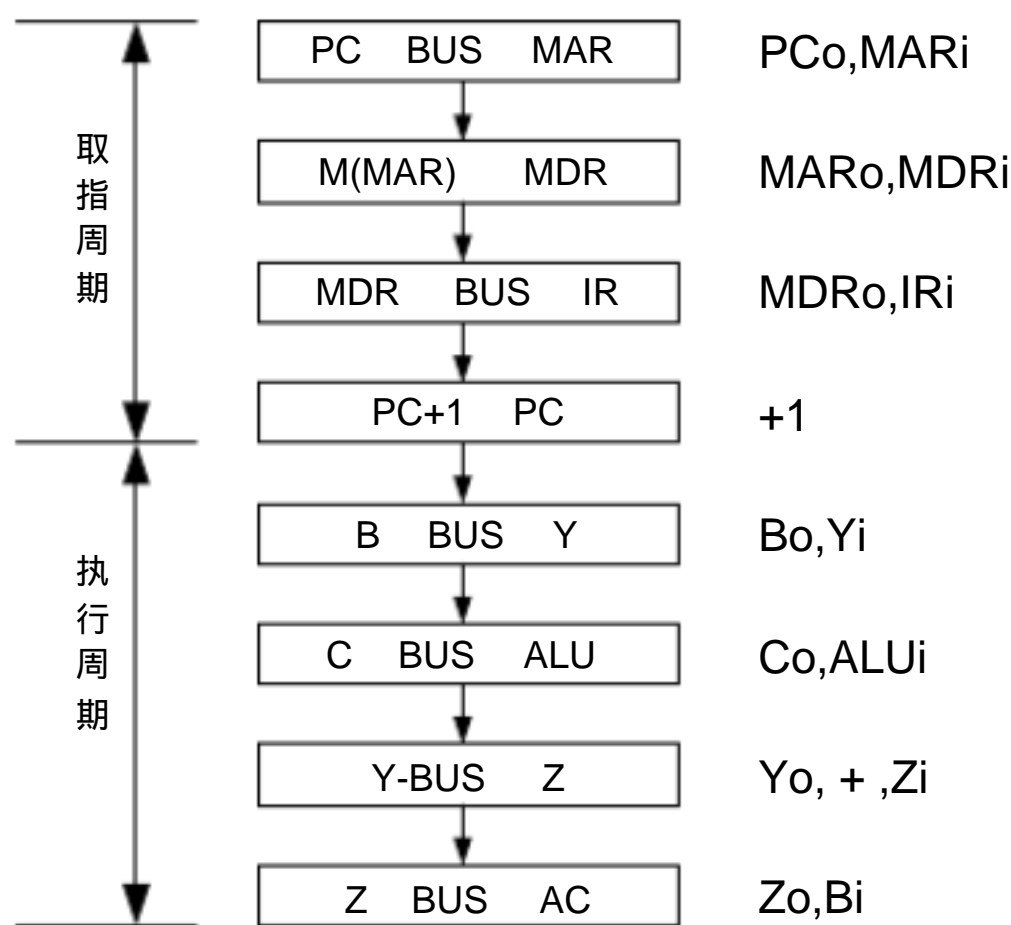 PC BUS MAR PCo,MARi
M(MAR) MDR MARo,MDRi
MDR BUS IR MDRo,IRi
PC+1 PC +1
取指周期
B BUS Y Bo,Yi
C BUS ALU Co,ALUi
Y-BUS Z Yo, + ,Zi
Z BUS AC Zo,Bi
执行周期